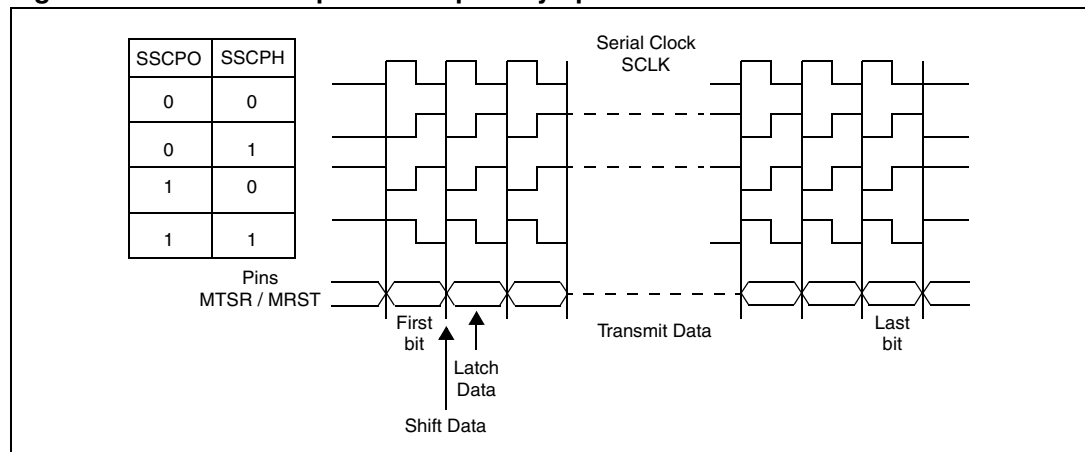 SSCPO SSCPH
0 0
0 1
1 0
1 1
Serial Clock
SCLK
Pins
MTSR / MRST
First
bit
Latch
Data
Shift Data
Transmit Data
Last
bit